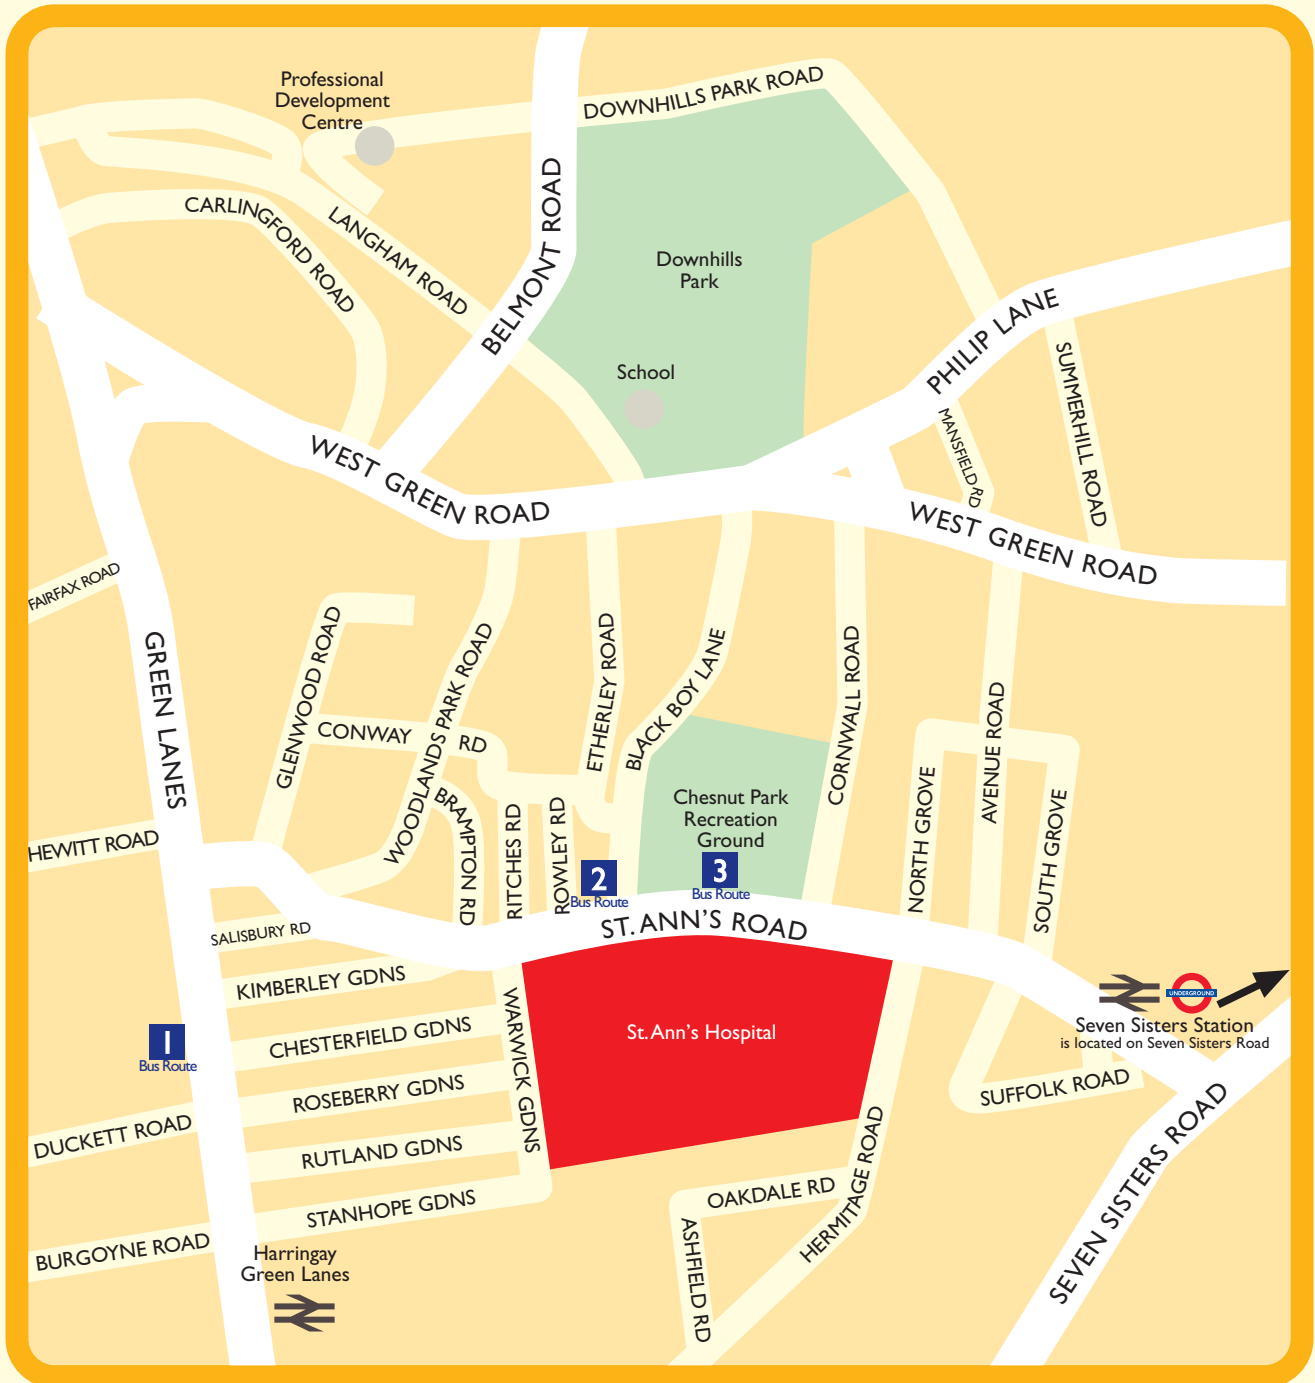 Professional
Development
Centre
DOWNHILLS PARK ROAD
CARLINGFORD ROAD
LANGHAM ROAD
BELMONT ROAD
Downhills
Park
School
PHILIP LANE
SUMMERHILL ROAD
MANSFIELD RD
WEST GREEN ROAD
WEST GREEN ROAD
FAIRFAX ROAD
GREEN LANES
GLENWOOD ROAD
CONWAY RD
WOODLANDS PARK ROAD
ETHERLEY ROAD
BLACK BOY LANE
CORNWALL ROAD
AVENUE ROAD
NORTH GROVE
SOUTH GROVE
BRAMPTON RD
RITCHES RD
ROWLEY RD
Chesnut Park
Recreation
Ground
HEWITT ROAD
2
Bus Route
3
Bus Route
ST. ANN'S ROAD
SALISBURY RD
KIMBERLEY GDNS
CHESTERFIELD GDNS
ROSEBERRY GDNS
RUTLAND GDNS
STANHOPE GDNS
WARWICK GDNS
St. Ann's Hospital
UNDERGROUND
Seven Sisters Station
is located on Seven Sisters Road
1
Bus Route
SUFFOLK ROAD
DUCKETT ROAD
BURGOYNE ROAD
Harringay
Green Lanes
OAKDALE RD
ASHFIELD RD
HERMITAGE ROAD
SEVEN SISTERS ROAD